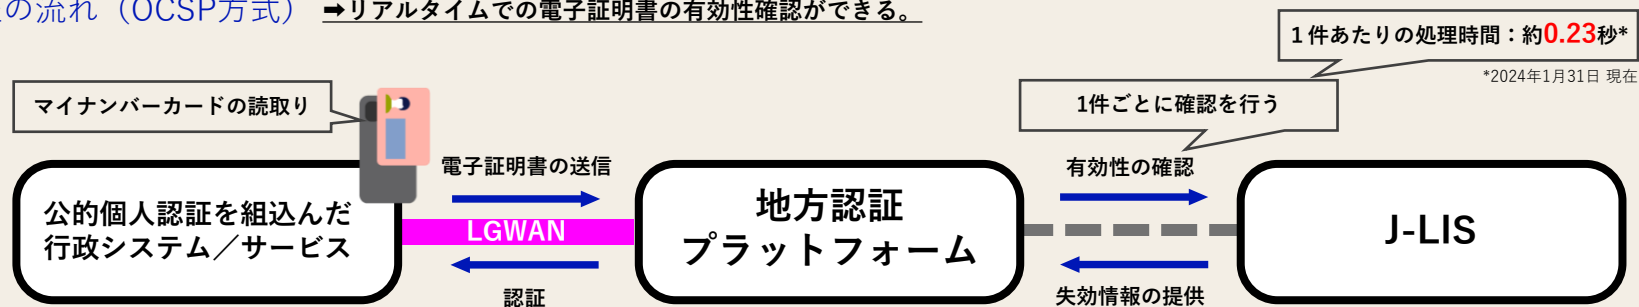 の流れ（OCSP方式） ➡リアルタイムでの電子証明書の有効性確認ができる。
１件あたりの処理時間：約0.23秒*
*2024年1月31日 現在
マイナンバーカードの読取り
1件ごとに確認を行う
電子証明書の送信
有効性の確認
公的個人認証を組込んだ
行政システム／サービス
LGWAN
地方認証
プラットフォーム
J-LIS
認証
失効情報の提供